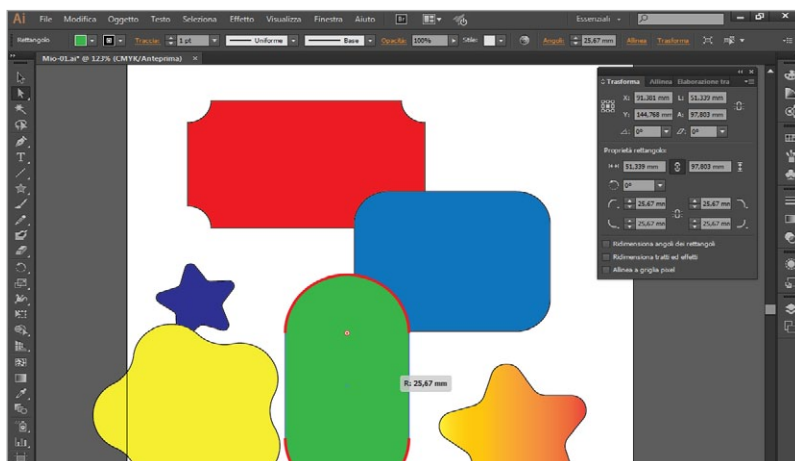 Ai File Modifica Oggetto Testo Seleziona Effetto Visualizza Finestra Aiuto Br Essenziali
Rettangolo Traccia: 1 pt Uniforme Base Opacità: 100% Stile: Angoli: 25,67 mm Allinea Trasforma
Mio-01.ai* @ 123% (CMYK/Anteprima) ×
Trasforma Allinea Elaborazione tra
X: 91.381 mm L: 51.339 mm
Y: 144.768 mm A: 97.803 mm
0° 0°
Proprietà rettangolo:
51.339 mm 97.803 mm
0°
25,67 mm 25,67 mm
25,67 mm 25,67 mm
Ridimensiona angoli dei rettangoli
Ridimensiona tratti ed effetti
Allinea a griglia pixel
R: 25,67 mm